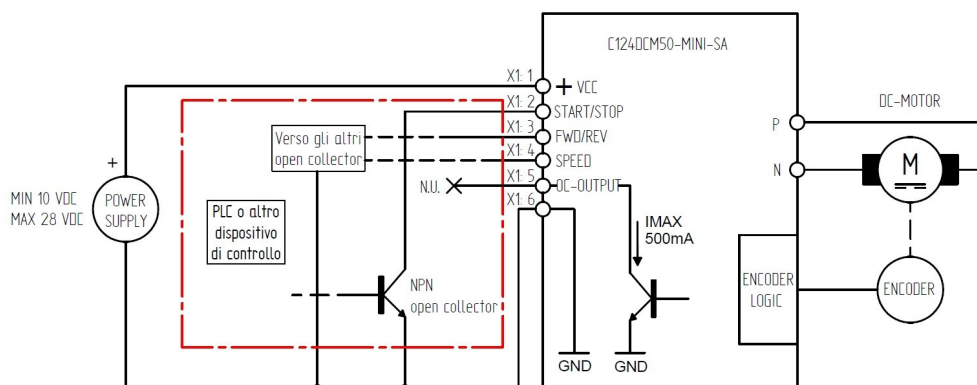 C124DCM50-MINI-SA
X1: 1
+ VCC
X1: 2
START/STOP
X1: 3
FWD/REV
X1: 4
SPEED
X1: 5
OC-OUTPUT
X1: 6
N.U.
Verso gli altri
open collector
PLC o altro
dispositivo
di controllo
NPN
open collector
+
MIN 10 VDC
MAX 28 VDC
POWER
SUPPLY
IMAX
500mA
GND
GND
P
N
DC-MOTOR
M
ENCODER
LOGIC
ENCODER